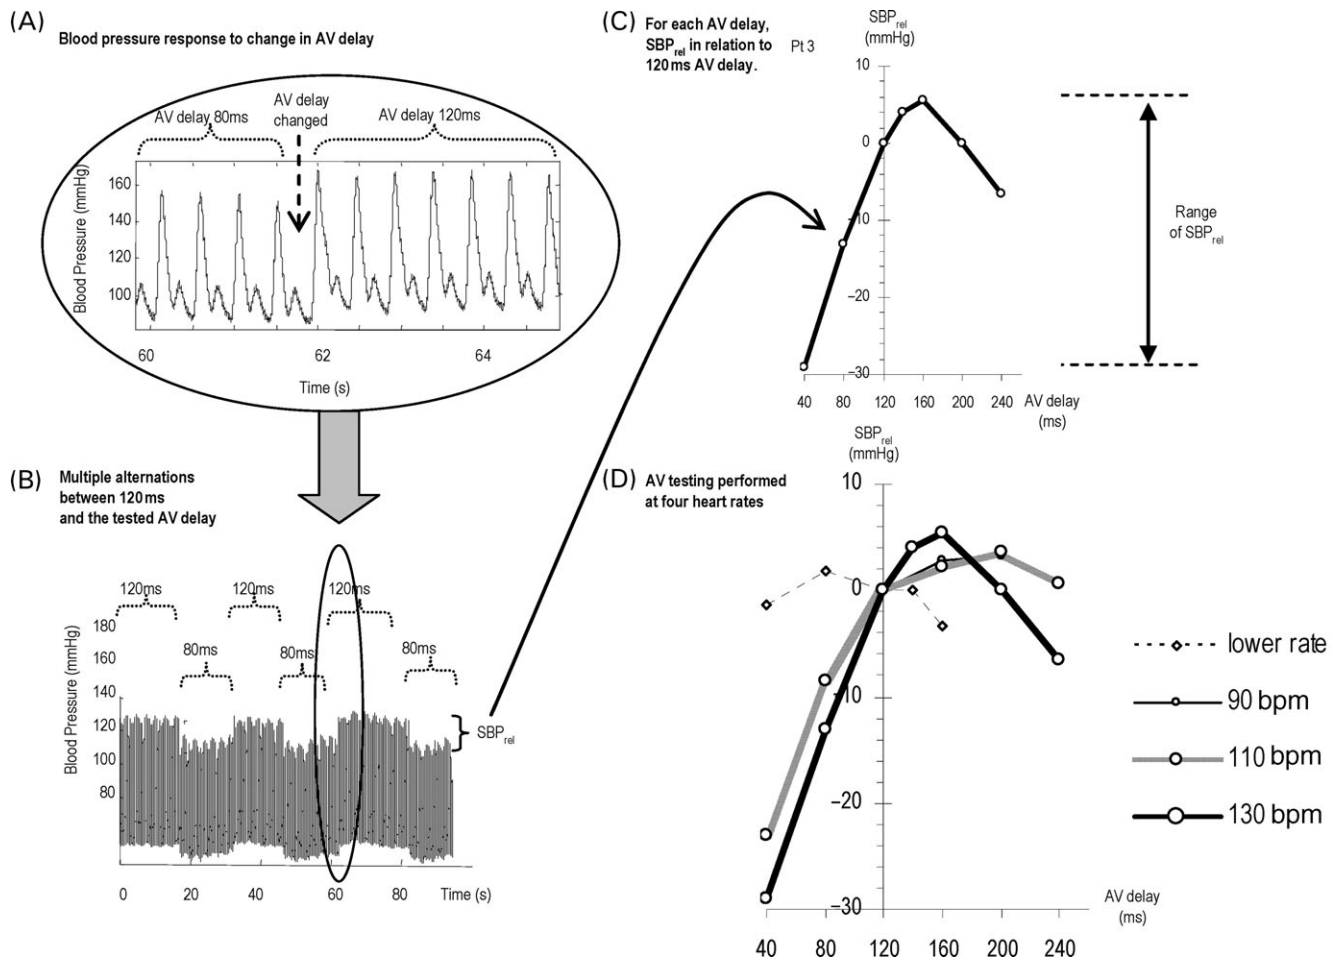 (A)
Blood pressure response to change in AV delay
AV delay
changed
AV delay 80ms
AV delay 120ms
Blood Pressure (mmHg)
160
140
120
100
60
62
64
Time (s)
(B)
Multiple alternations
between 120 ms
and the tested AV delay
120ms
120ms
120ms
80ms
80ms
80ms
Blood Pressure (mmHg)
180
160
140
120
100
80
SBPrel
0
20
40
60
80
Time (s)
(C)
For each AV delay,
SBPrel in relation to
120 ms AV delay.
Pt 3
SBPrel
(mmHg)
10
0
-10
-20
-30
40
80
120
160
200
240
AV delay
(ms)
Range
of SBPrel
(D)
AV testing performed
at four heart rates
SBPrel
(mmHg)
10
0
-10
-20
-30
40
80
120
160
200
240
AV delay
(ms)
lower rate
90 bpm
110 bpm
130 bpm